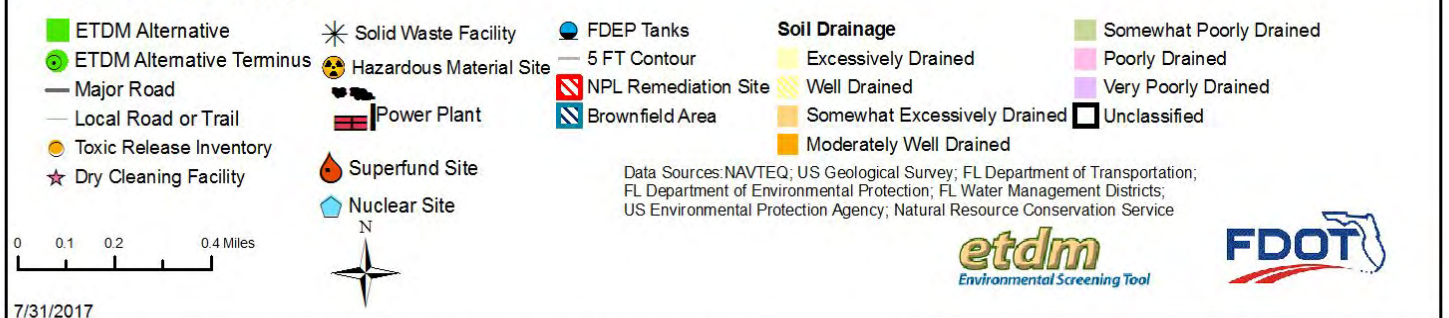 ETDM Alternative
ETDM Alternative Terminus
Major Road
Local Road or Trail
Toxic Release Inventory
Dry Cleaning Facility
Solid Waste Facility
Hazardous Material Site
Power Plant
Superfund Site
Nuclear Site
FDEP Tanks
5 FT Contour
NPL Remediation Site
Brownfield Area
Soil Drainage
Excessively Drained
Well Drained
Somewhat Excessively Drained
Moderately Well Drained
Somewhat Poorly Drained
Poorly Drained
Very Poorly Drained
Unclassified
Data Sources:NAVTEQ; US Geological Survey; FL Department of Transportation;
FL Department of Environmental Protection; FL Water Management Districts;
US Environmental Protection Agency; Natural Resource Conservation Service
0 0.1 0.2 0.4 Miles
N
etdm
Environmental Screening Tool
FDOT
7/31/2017